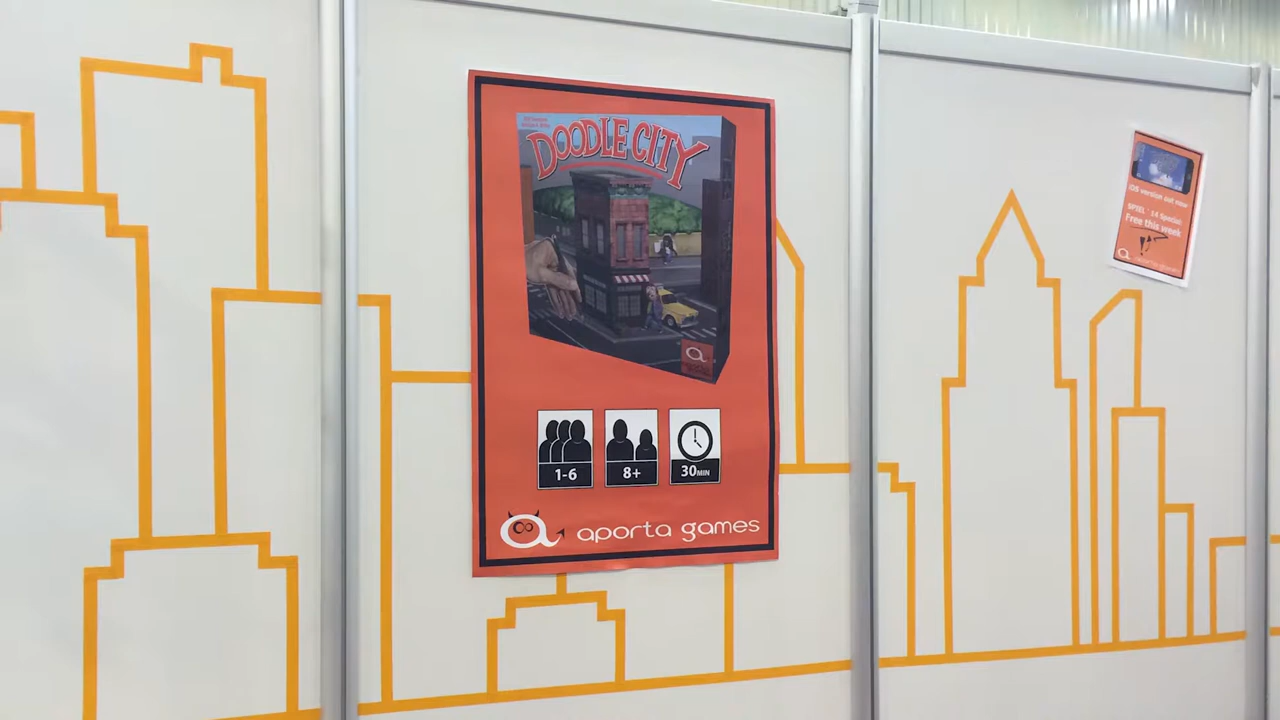 DOODLE CITY
1-6
8+
30MIN
aporta games
iOS version out now
SPIEL '14 Special:
Free this week